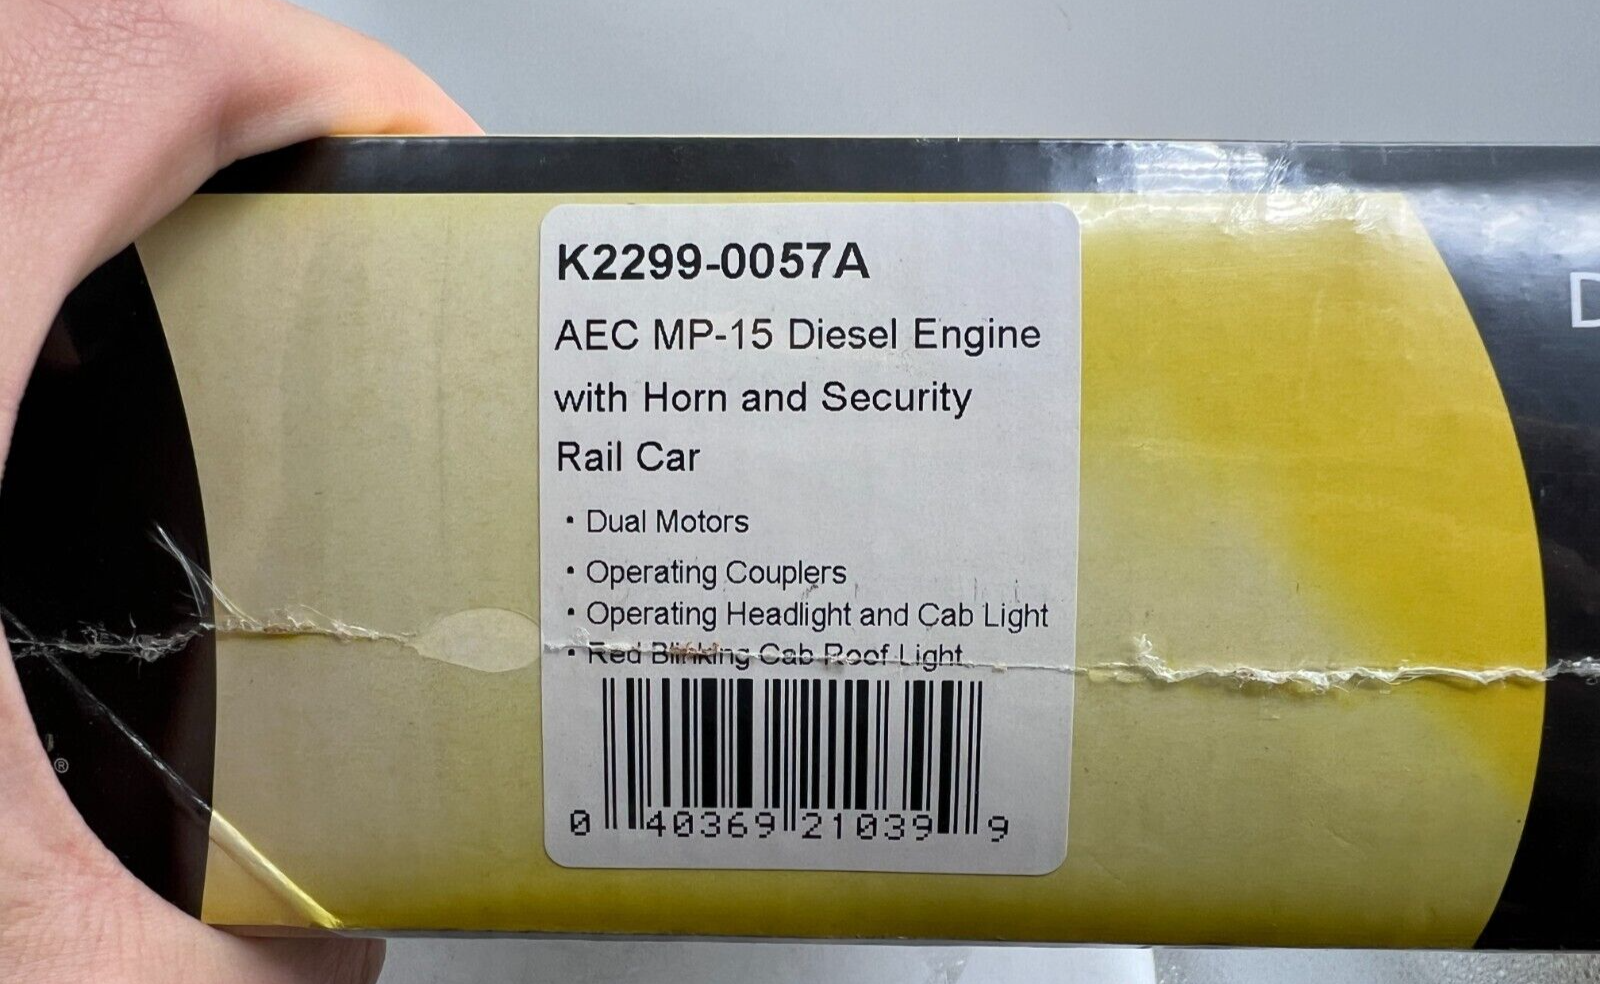 K2299-0057A
AEC MP-15 Diesel Engine
with Horn and Security
Rail Car
• Dual Motors
• Operating Couplers
• Operating Headlight and Cab Light
• Red Blinking Cab Roof Light
0 40369 21039 9
®
D